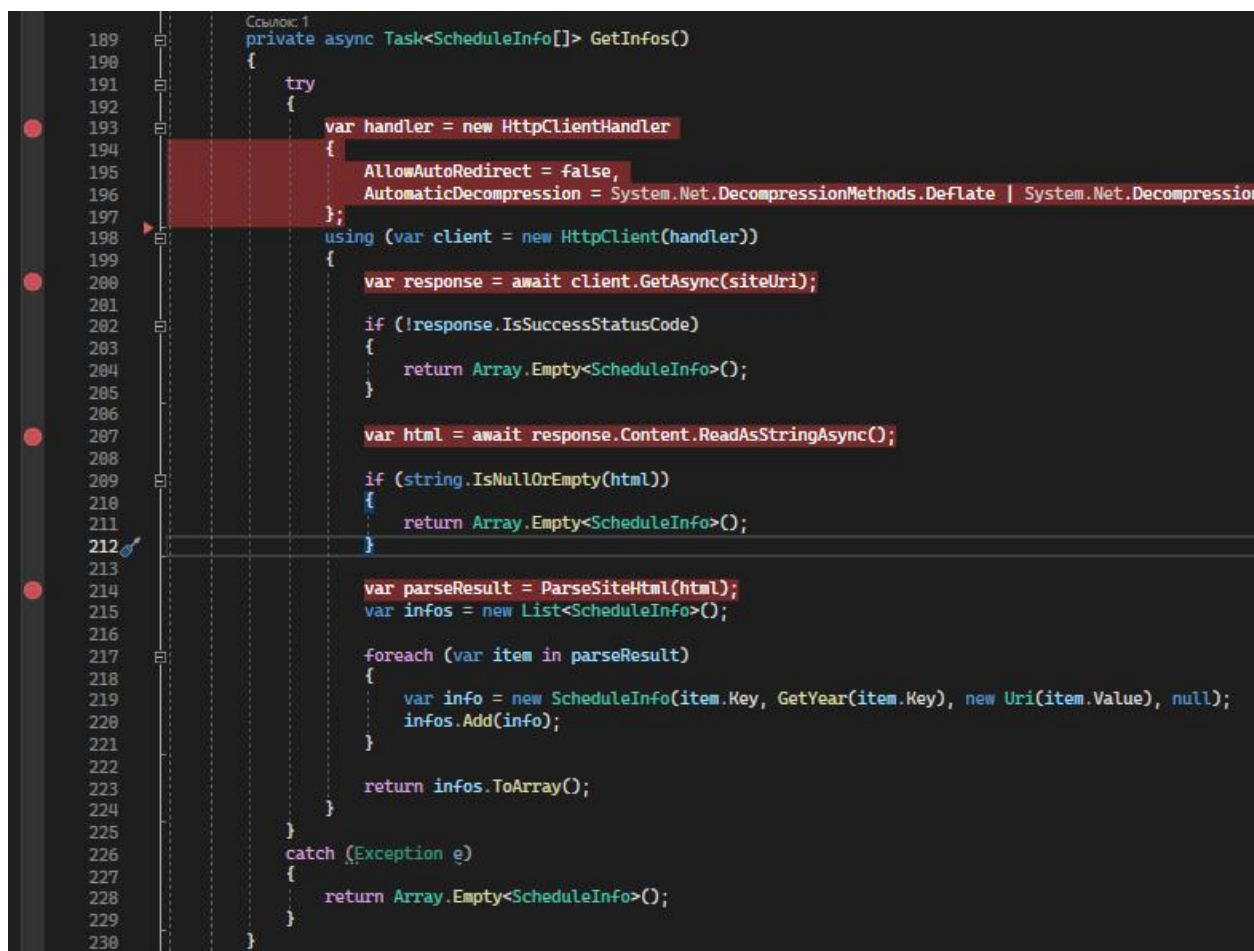 Ссылок: 1
189 private async Task<ScheduleInfo[]> GetInfos()
190 {
191 try
192 {
193 var handler = new HttpClientHandler
194 {
195 AllowAutoRedirect = false,
196 AutomaticDecompression = System.Net.DecompressionMethods.Deflate | System.Net.Decompression
197 };
198 using (var client = new HttpClient(handler))
199 {
200 var response = await client.GetAsync(siteUri);
201
202 if (!response.IsSuccessStatusCode)
203 {
204 return Array.Empty<ScheduleInfo>();
205 }
206
207 var html = await response.Content.ReadAsStringAsync();
208
209 if (string.IsNullOrEmpty(html))
210 {
211 return Array.Empty<ScheduleInfo>();
212 }
213
214 var parseResult = ParseSiteHtml(html);
215 var infos = new List<ScheduleInfo>();
216
217 foreach (var item in parseResult)
218 {
219 var info = new ScheduleInfo(item.Key, GetYear(item.Key), new Uri(item.Value), null);
220 infos.Add(info);
221 }
222
223 return infos.ToArray();
224 }
225 }
226 catch (Exception e)
227 {
228 return Array.Empty<ScheduleInfo>();
229 }
230 }